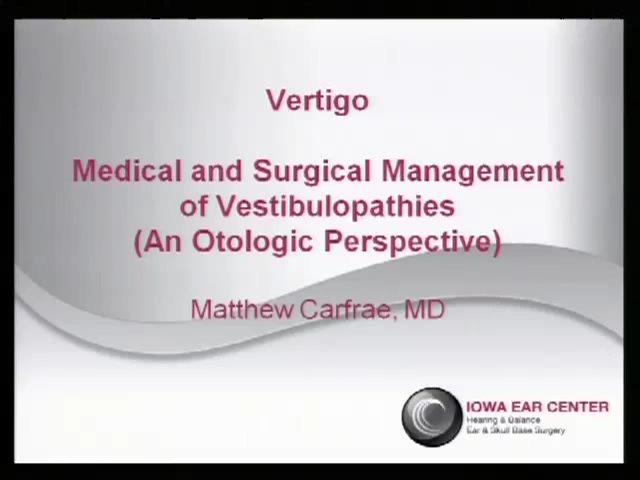 Vertigo
Medical and Surgical Management
of Vestibulopathies
(An Otologic Perspective)
Matthew Carfrae, MD
IOWA EAR CENTER
Hearing & Balance
Ear & Skull Base Surgery